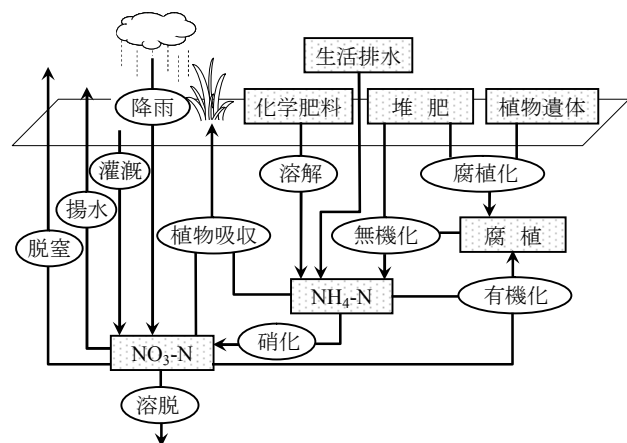 生活排水
降雨
化学肥料
堆 肥
植物遺体
灌漑
溶解
腐植化
揚水
植物吸収
無機化
腐 植
脱窒
NH₄-N
有機化
硝化
NO₃-N
溶脱